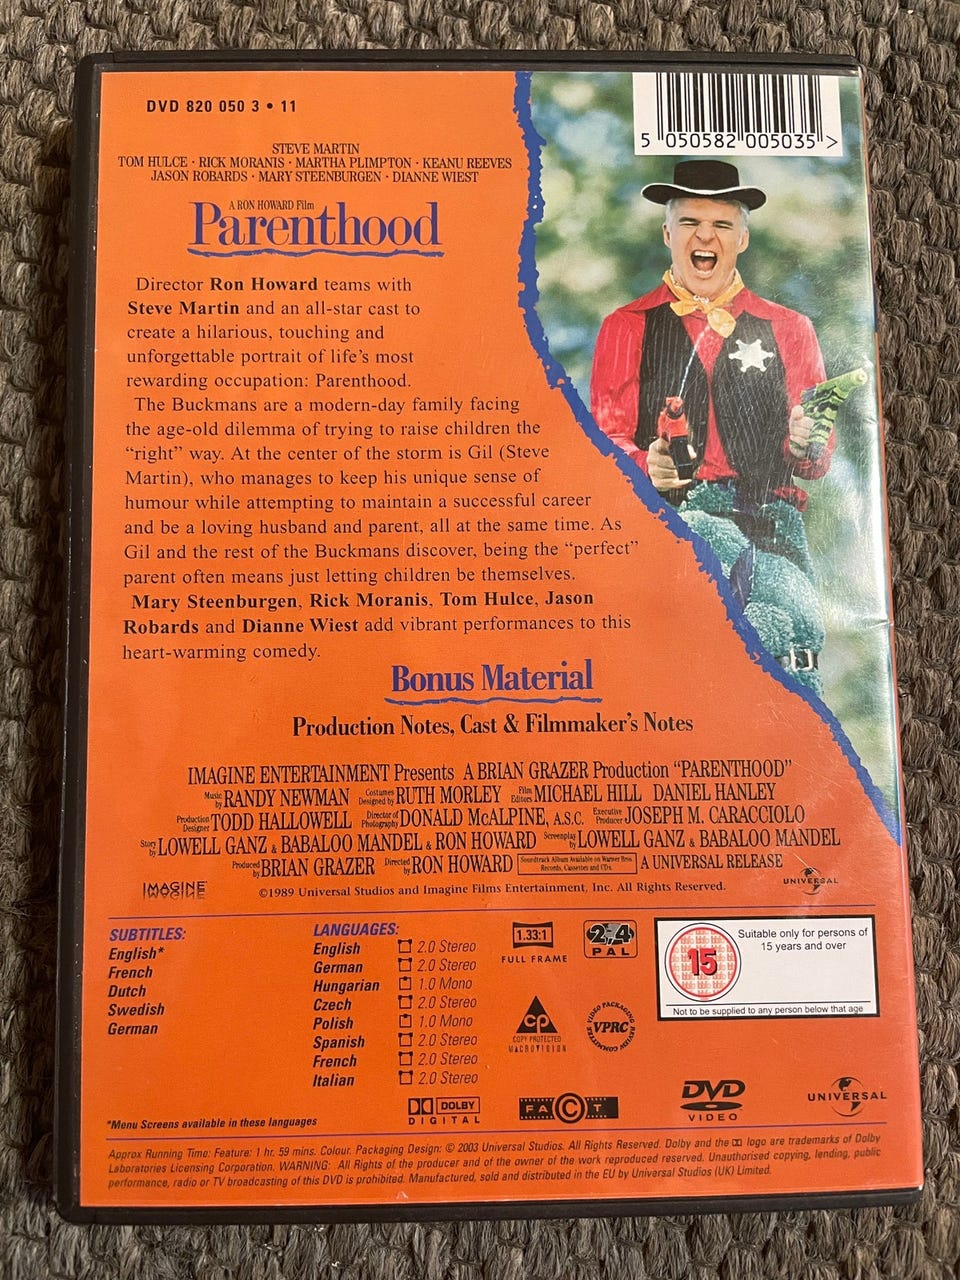 DVD 820 050 3 • 11
5 050582 005035 >
STEVE MARTIN
TOM HULCE · RICK MORANIS · MARTHA PLIMPTON · KEANU REEVES
JASON ROBARDS · MARY STEENBURGEN · DIANNE WIEST
A RON HOWARD Film
Parenthood
Director Ron Howard teams with
Steve Martin and an all-star cast to
create a hilarious, touching and
unforgettable portrait of life's most
rewarding occupation: Parenthood.
The Buckmans are a modern-day family facing
the age-old dilemma of trying to raise children the
“right” way. At the center of the storm is Gil (Steve
Martin), who manages to keep his unique sense of
humour while attempting to maintain a successful career
and be a loving husband and parent, all at the same time. As
Gil and the rest of the Buckmans discover, being the “perfect”
parent often means just letting children be themselves.
Mary Steenburgen, Rick Moranis, Tom Hulce, Jason
Robards and Dianne Wiest add vibrant performances to this
heart-warming comedy.
Bonus Material
Production Notes, Cast & Filmmaker's Notes
IMAGINE ENTERTAINMENT Presents A BRIAN GRAZER Production “PARENTHOOD”
Music by RANDY NEWMAN Costumes Designed by RUTH MORLEY Film Editors MICHAEL HILL DANIEL HANLEY
Production Designer TODD HALLOWELL Director of Photography DONALD McALPINE, A.S.C. Executive Producer JOSEPH M. CARACCIOLO
Story by LOWELL GANZ & BABALOO MANDEL & RON HOWARD Screenplay by LOWELL GANZ & BABALOO MANDEL
Produced by BRIAN GRAZER Directed by RON HOWARD Soundtrack Album Available on Warner Bros. Records, Cassettes and CDs. A UNIVERSAL RELEASE
IMAGINE
©1989 Universal Studios and Imagine Films Entertainment, Inc. All Rights Reserved.
UNIVERSAL
SUBTITLES:
English*
French
Dutch
Swedish
German
LANGUAGES:
English 2.0 Stereo
German 2.0 Stereo
Hungarian 1.0 Mono
Czech 2.0 Stereo
Polish 1.0 Mono
Spanish 2.0 Stereo
French 2.0 Stereo
Italian 2.0 Stereo
1.33:1
FULL FRAME
2 4
PAL
cp
COPY PROTECTED
MACROVISION
VIDEO PACKAGING REVIEW COMMITTEE
VPRC
15
Suitable only for persons of
15 years and over
Not to be supplied to any person below that age
*Menu Screens available in these languages
DOLBY
DIGITAL
FACT
DVD
VIDEO
UNIVERSAL
Approx Running Time: Feature: 1 hr. 59 mins. Colour. Packaging Design: © 2003 Universal Studios. All Rights Reserved. Dolby and the logo are trademarks of Dolby
Laboratories Licensing Corporation. WARNING: All Rights of the producer and of the owner of the work reproduced reserved. Unauthorised copying, lending, public
performance, radio or TV broadcasting of this DVD is prohibited. Manufactured, sold and distributed in the EU by Universal Studios (UK) Limited.